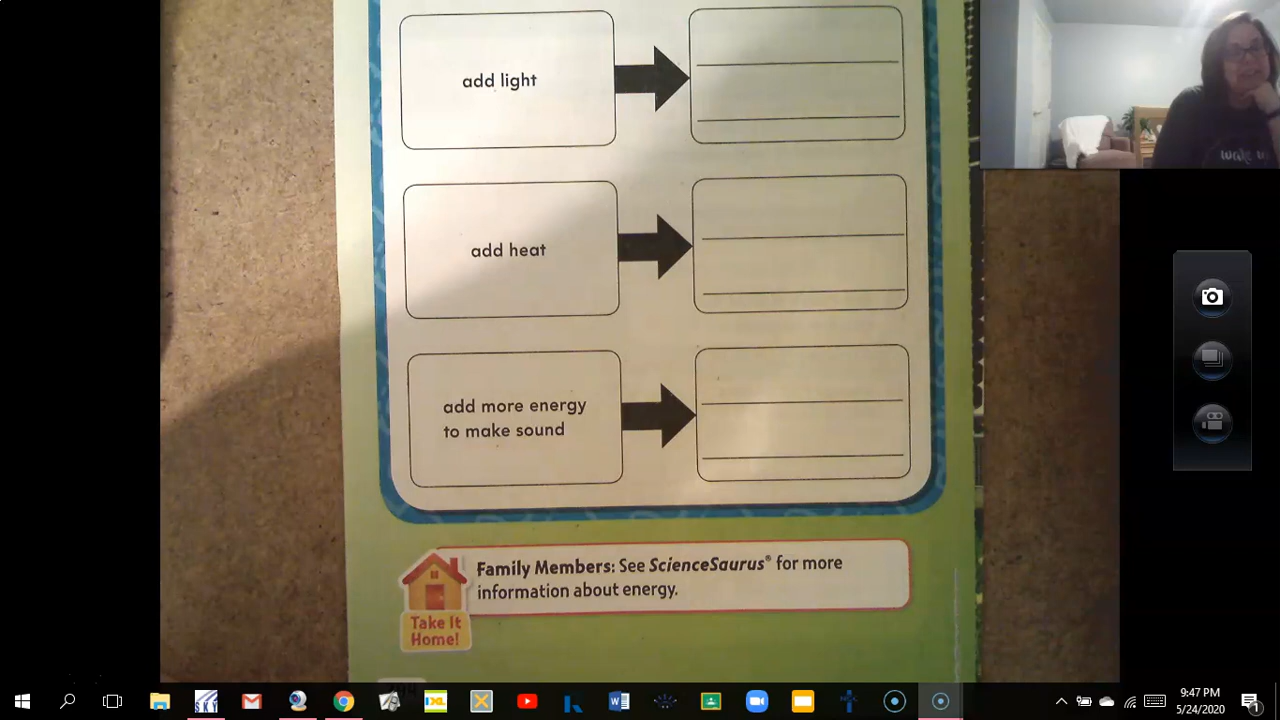 add light
add heat
add more energy
to make sound
Family Members: See ScienceSaurus® for more
information about energy.
Take It
Home!
9:47 PM
5/24/2020